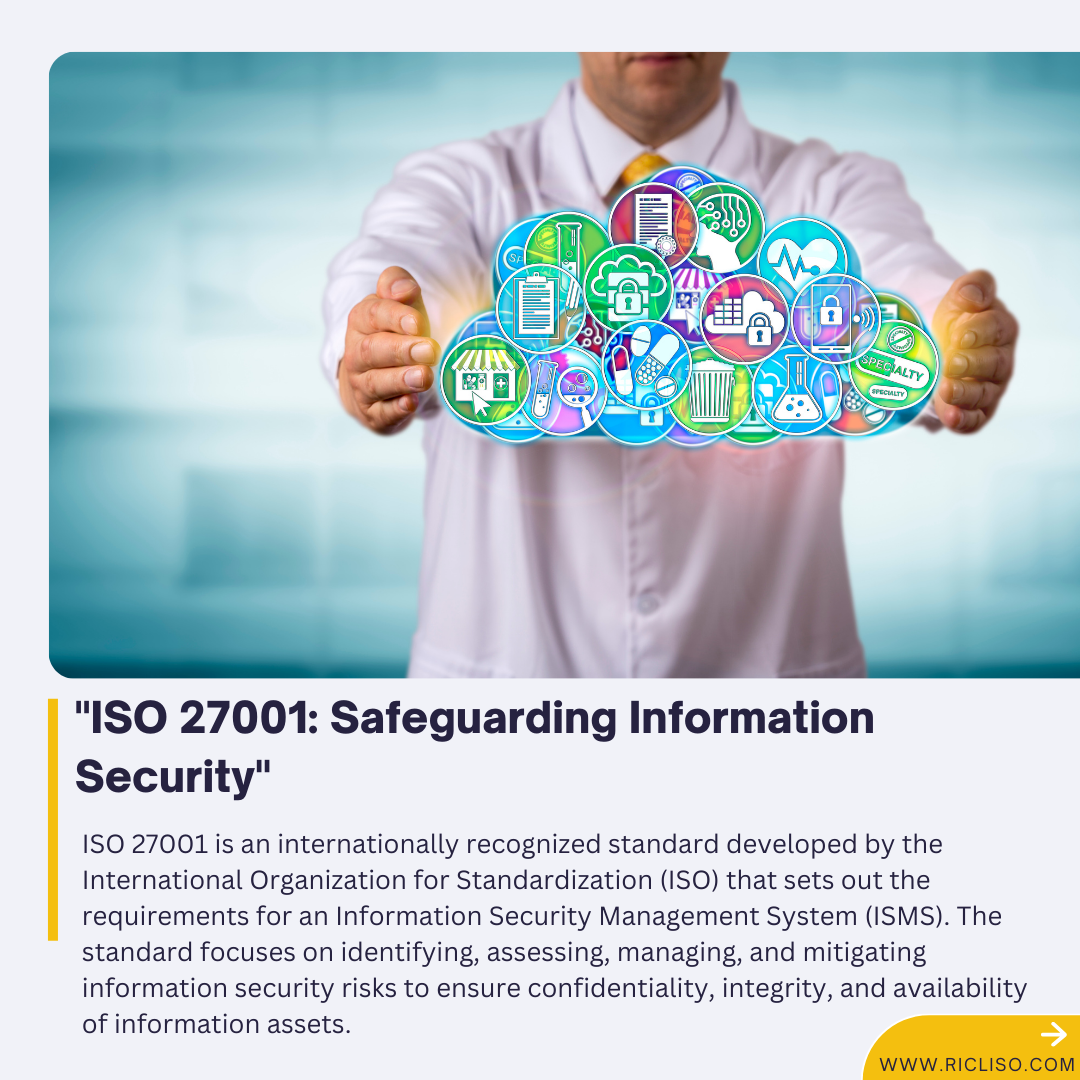 SPECIALTY
SPECIALTY
"ISO 27001: Safeguarding Information
Security"
ISO 27001 is an internationally recognized standard developed by the
International Organization for Standardization (ISO) that sets out the
requirements for an Information Security Management System (ISMS). The
standard focuses on identifying, assessing, managing, and mitigating
information security risks to ensure confidentiality, integrity, and availability
of information assets.
WWW.RICLISO.COM